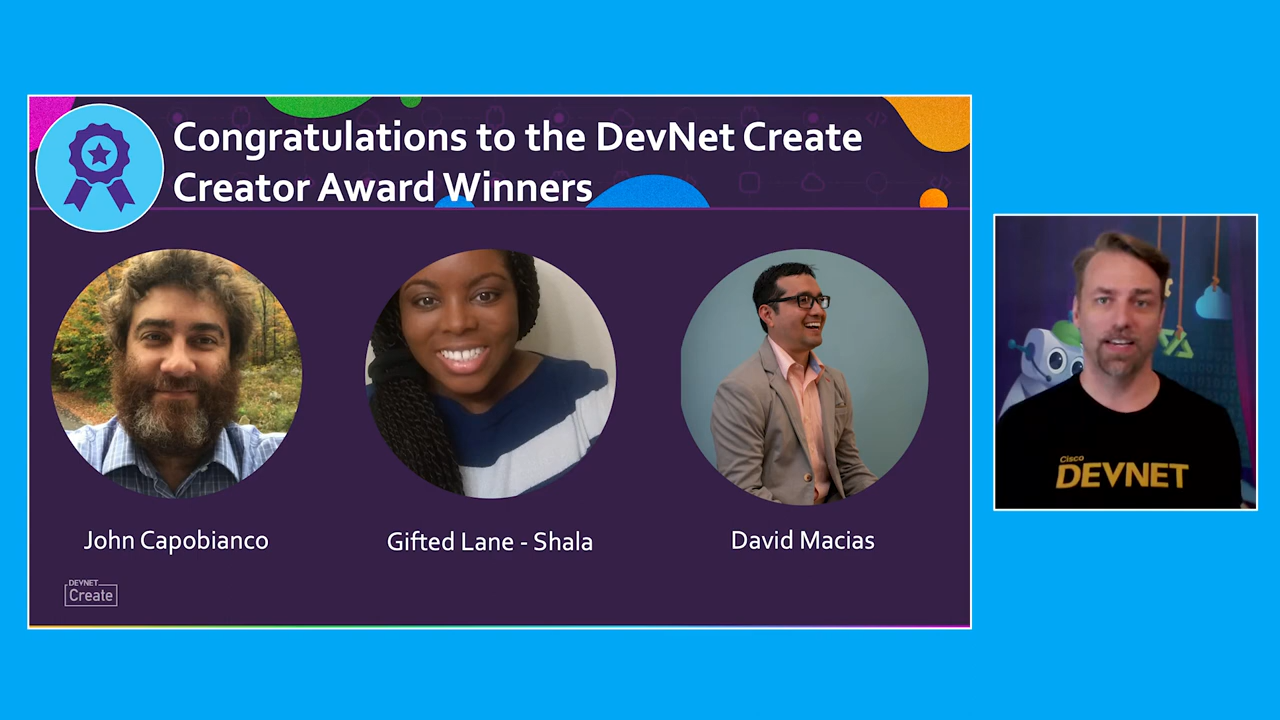 Congratulations to the DevNet Create
Creator Award Winners
John Capobianco
Gifted Lane - Shala
David Macias
DEVNET
Create
Cisco
DEVNET